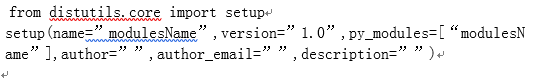 from distutils.core import setup
setup(name=”modulesName”,version=”1.0”,py_modules=[“modulesN
ame”],author=””,author_email=””,description=””)